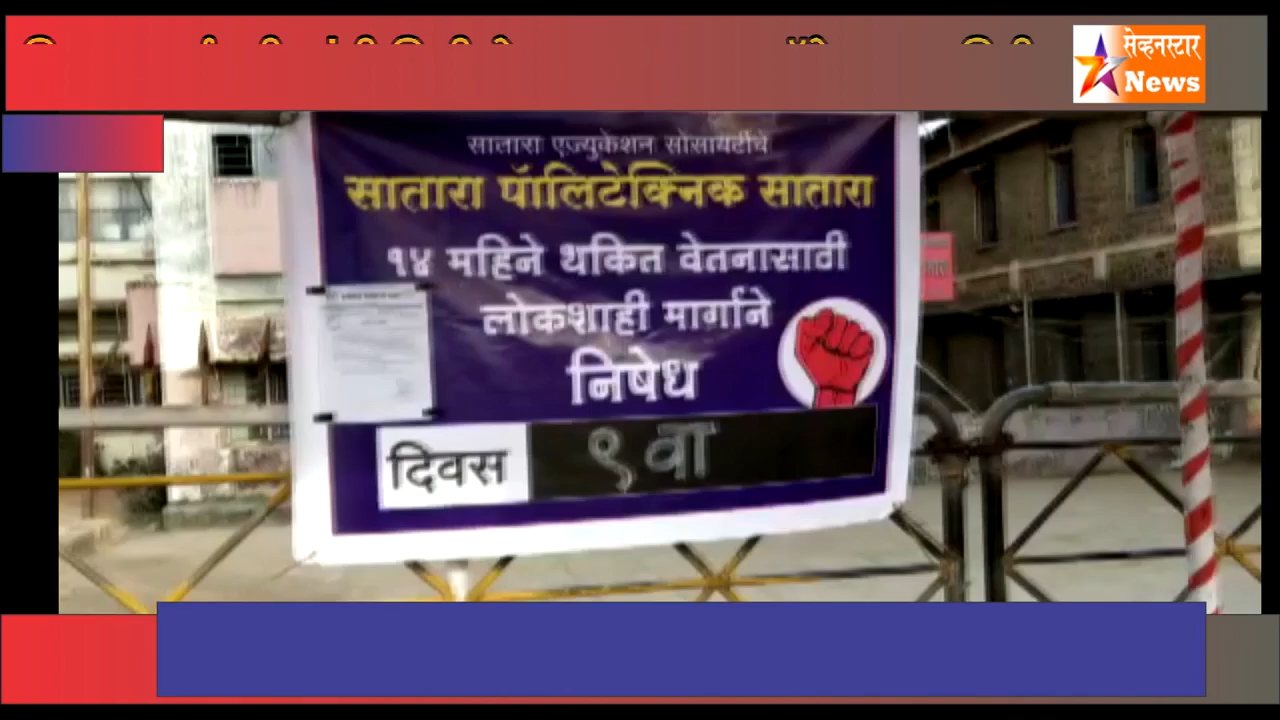 सेव्हनस्टार
News
सातारा एज्युकेशन सोसायटीचे
सातारा पॅालिटेक्निक सातारा
१४ महिने थकित वेतनासाठी
लोकशाही मार्गाने
निषेध
दिवस ९ वा